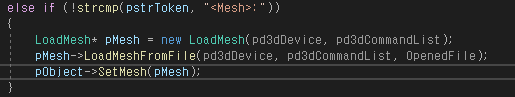 else if (!strcmp(pstrToken, "<Mesh>:"))
{
LoadMesh* pMesh = new LoadMesh(pd3dDevice, pd3dCommandList);
pMesh->LoadMeshFromFile(pd3dDevice, pd3dCommandList, OpenedFile);
pObject->SetMesh(pMesh);
}